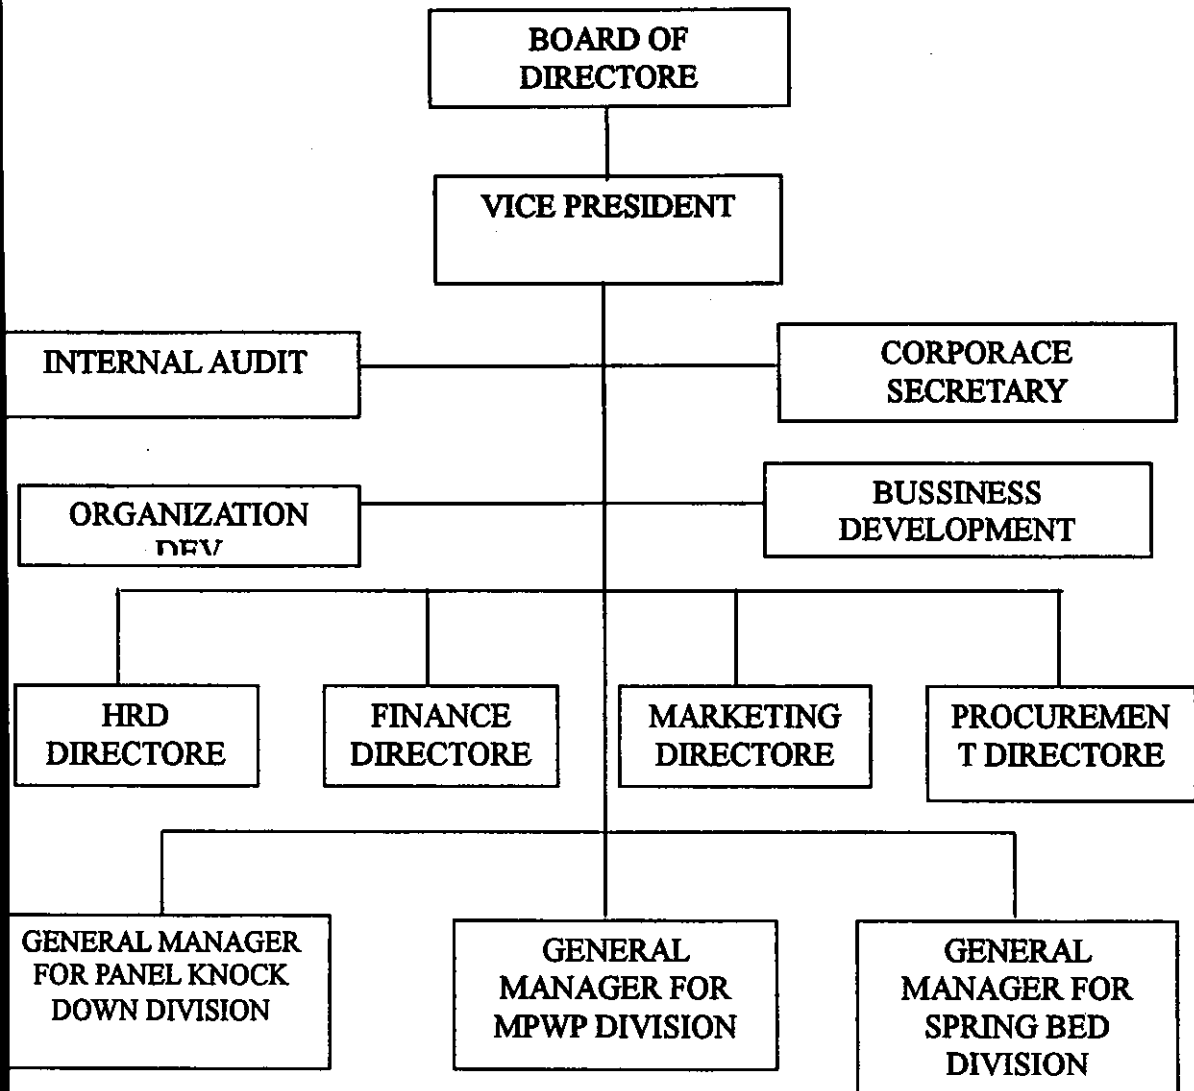 BOARD OF
DIRECTORE
VICE PRESIDENT
INTERNAL AUDIT
CORPORACE
SECRETARY
ORGANIZATION
DEV
BUSSINESS
DEVELOPMENT
HRD
DIRECTORE
FINANCE
DIRECTORE
MARKETING
DIRECTORE
PROCUREMEN
T DIRECTORE
GENERAL MANAGER
FOR PANEL KNOCK
DOWN DIVISION
GENERAL
MANAGER FOR
MPWP DIVISION
GENERAL
MANAGER FOR
SPRING BED
DIVISION